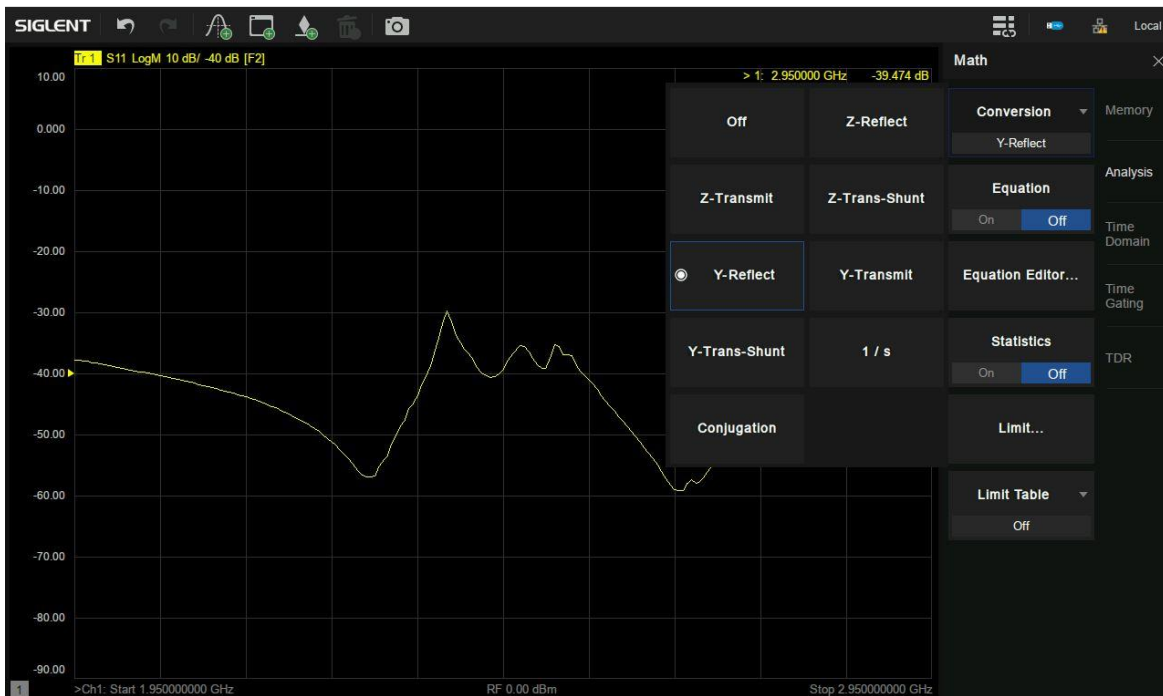 SIGLENT
Local
Tr 1 S11 LogM 10 dB/ -40 dB [F2]
> 1: 2.950000 GHz -39.474 dB
10.00
0.000
-10.00
-20.00
-30.00
-40.00
-50.00
-60.00
-70.00
-80.00
-90.00
Off
Z-Reflect
Z-Transmit
Z-Trans-Shunt
Y-Reflect
Y-Transmit
Y-Trans-Shunt
1 / s
Conjugation
Math
Conversion
Y-Reflect
Equation
On Off
Equation Editor...
Statistics
On Off
Limit...
Limit Table
Off
Memory
Analysis
Time
Domain
Time
Gating
TDR
1
>Ch1: Start 1.950000000 GHz
RF 0.00 dBm
Stop 2.950000000 GHz